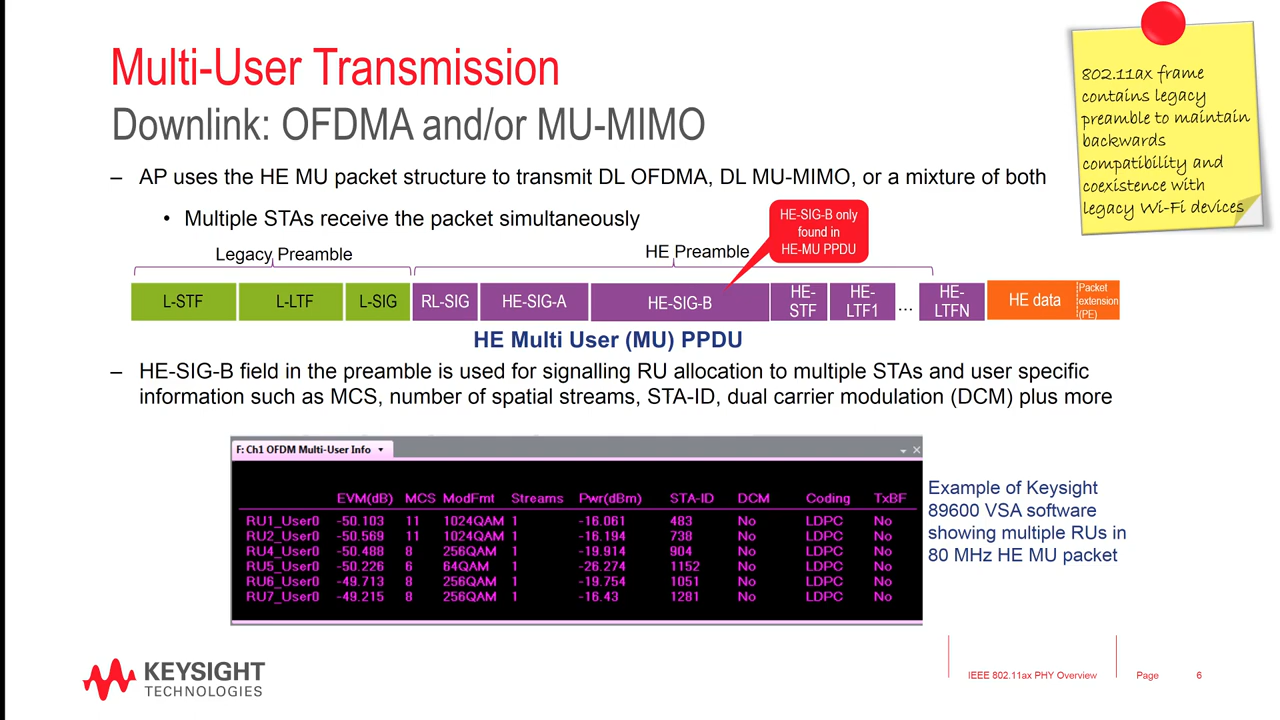 Multi-User Transmission
Downlink: OFDMA and/or MU-MIMO
802.11ax frame
contains legacy
preamble to maintain
backwards
compatibility and
coexistence with
legacy Wi-Fi devices
– AP uses the HE MU packet structure to transmit DL OFDMA, DL MU-MIMO, or a mixture of both
• Multiple STAs receive the packet simultaneously
HE-SIG-B only
found in
HE-MU PPDU
Legacy Preamble
HE Preamble
L-STF L-LTF L-SIG RL-SIG HE-SIG-A HE-SIG-B HE-STF HE-LTF1 ... HE-LTFN HE data Packet extension (PE)
HE Multi User (MU) PPDU
– HE-SIG-B field in the preamble is used for signalling RU allocation to multiple STAs and user specific
information such as MCS, number of spatial streams, STA-ID, dual carrier modulation (DCM) plus more
F: Ch1 OFDM Multi-User Info
EVM(dB) MCS ModFmt Streams Pwr(dBm) STA-ID DCM Coding TxBF
RU1_User0 -50.103 11 1024QAM 1 -16.061 483 No LDPC No
RU2_User0 -50.569 11 1024QAM 1 -16.194 738 No LDPC No
RU4_User0 -50.488 8 256QAM 1 -19.914 904 No LDPC No
RU5_User0 -50.226 6 64QAM 1 -26.274 1152 No LDPC No
RU6_User0 -49.713 8 256QAM 1 -19.754 1051 No LDPC No
RU7_User0 -49.215 8 256QAM 1 -16.43 1281 No LDPC No
Example of Keysight
89600 VSA software
showing multiple RUs in
80 MHz HE MU packet
KEYSIGHT
TECHNOLOGIES
IEEE 802.11ax PHY Overview
Page 6